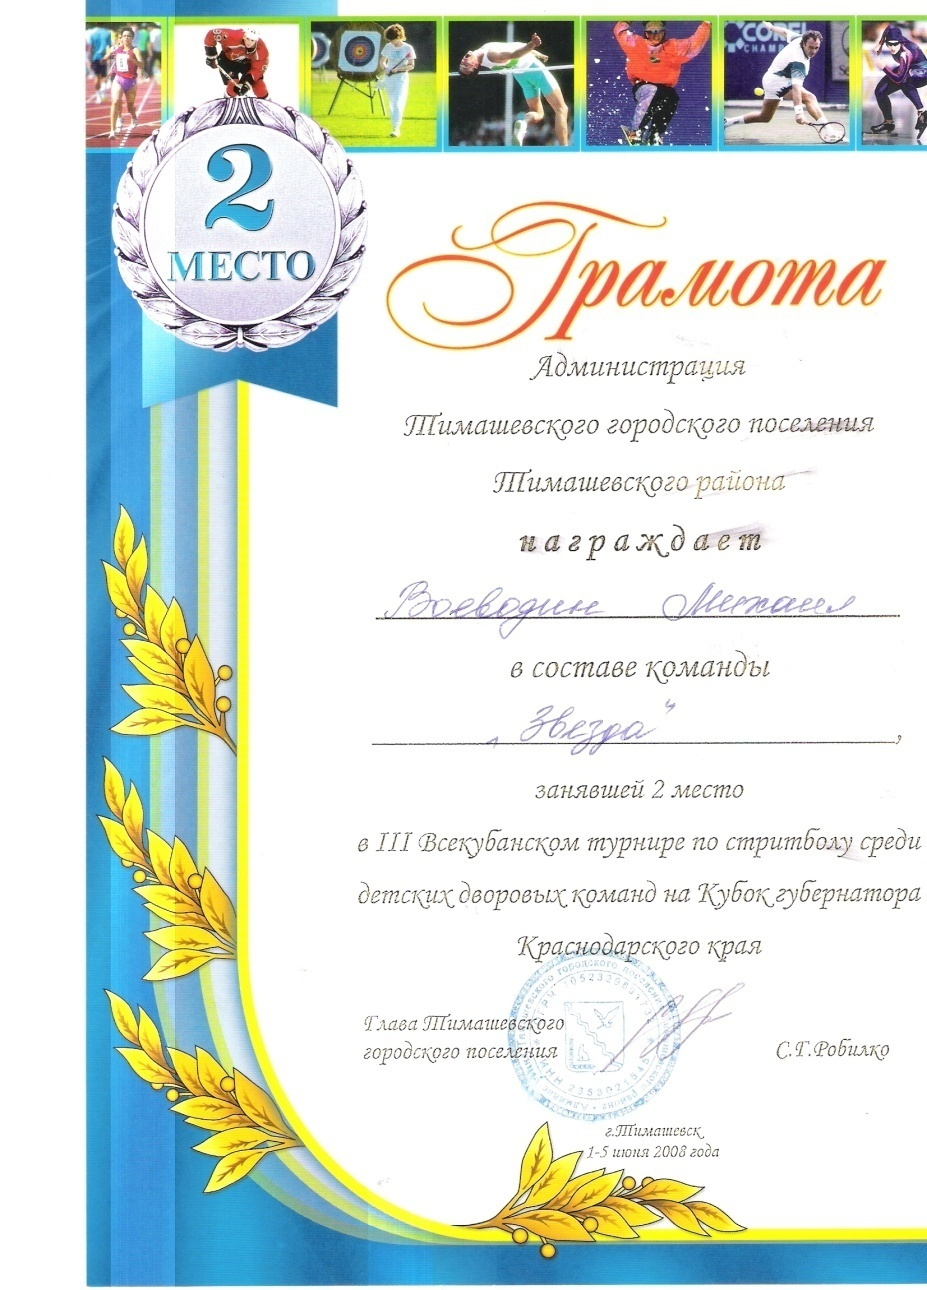 COREL
CHAMP
2
МЕСТО
Грамота
Администрация
Тимашевского городского поселения
Тимашевского района
награждает
Воеводин Михаил
в составе команды
„Звезда"
,
занявшей 2 место
в III Всекубанском турнире по стритболу среди
детских дворовых команд на Кубок губернатора
Краснодарского края
Глава Тимашевского
городского поселения
С.Г.Робилко
г.Тимашевск
1-5 июня 2008 года